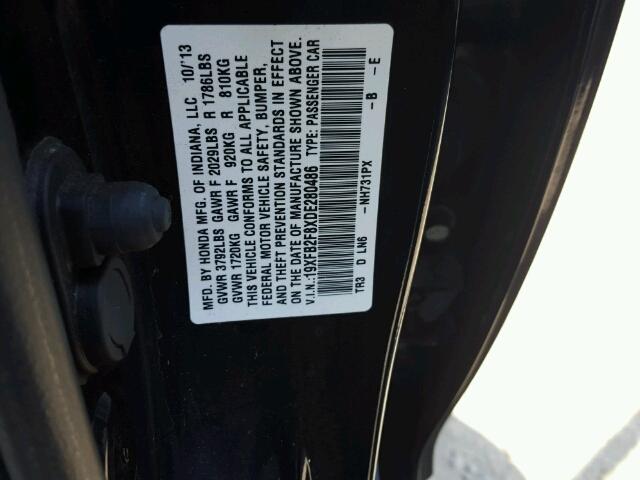 MFD. BY HONDA MFG. OF INDIANA, LLC 10/'13
GVWR 3792LBS GAWR F 2029LBS R 1786LBS
GVWR 1720KG GAWR F 920KG R 810KG
THIS VEHICLE CONFORMS TO ALL APPLICABLE
FEDERAL MOTOR VEHICLE SAFETY, BUMPER,
AND THEFT PREVENTION STANDARDS IN EFFECT
ON THE DATE OF MANUFACTURE SHOWN ABOVE.
V.I.N.:19XFB2F8XDE280486 TYPE: PASSENGER CAR
TR3 D LN6 -NH731PX -B -E